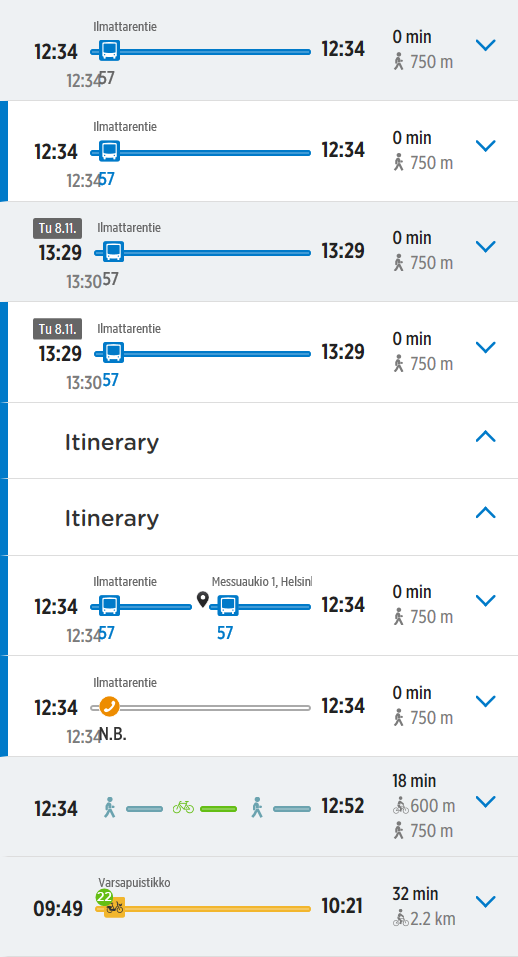 Ilmattarentie
12:34 12:34 0 min
750 m
12:34 57
Ilmattarentie
12:34 12:34 0 min
750 m
12:34 57
Tu 8.11. Ilmattarentie
13:29 13:29 0 min
750 m
13:30 57
Tu 8.11. Ilmattarentie
13:29 13:29 0 min
750 m
13:30 57
Itinerary
Itinerary
Ilmattarentie Messuaukio 1, Helsinl
12:34 12:34 0 min
750 m
12:34 57 57
Ilmattarentie
12:34 12:34 0 min
750 m
12:34 N.B.
18 min
12:34 12:52 600 m
750 m
Varsapuistikko
22
09:49 10:21 32 min
2.2 km